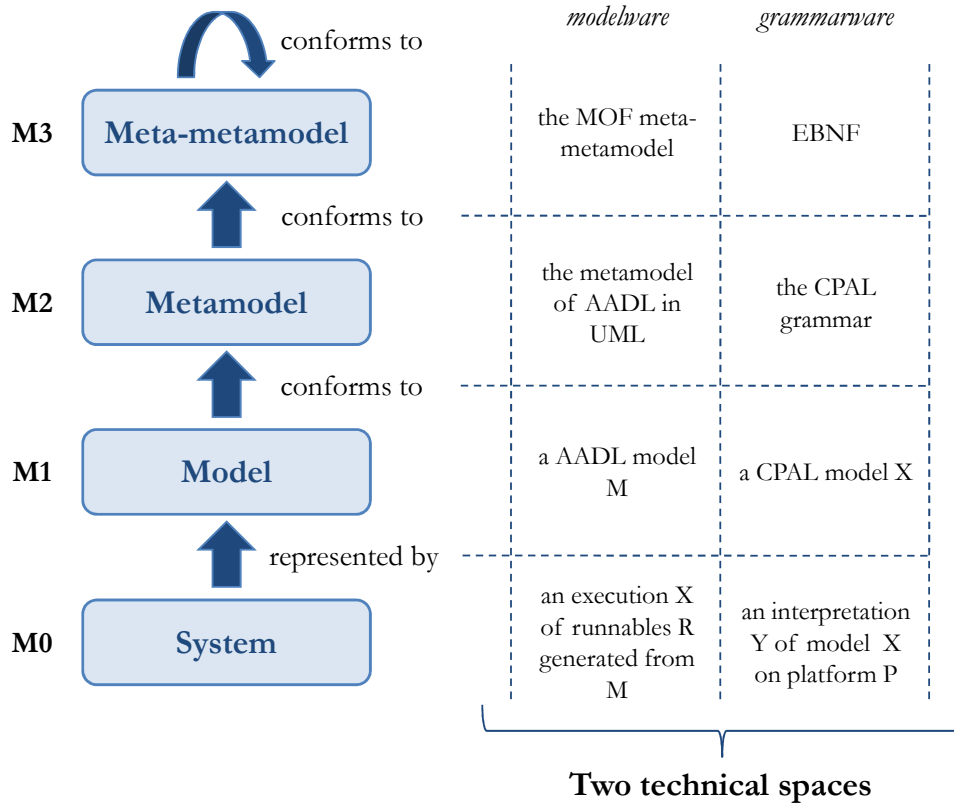 modelware grammarware
conforms to
M3
Meta-metamodel
the MOF meta-
metamodel
EBNF
conforms to
M2
Metamodel
the metamodel
of AADL in
UML
the CPAL
grammar
conforms to
M1
Model
a AADL model
M
a CPAL model X
represented by
M0
System
an execution X
of runnables R
generated from
M
an interpretation
Y of model X
on platform P
Two technical spaces